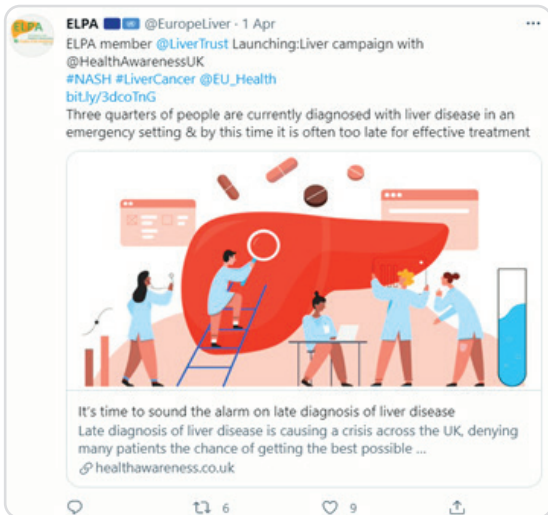 ELPA @EuropeLiver · 1 Apr
ELPA
ELPA member @LiverTrust Launching:Liver campaign with
@HealthAwarenessUK
#NASH #LiverCancer @EU_Health
bit.ly/3dcoTnG
Three quarters of people are currently diagnosed with liver disease in an
emergency setting & by this time it is often too late for effective treatment
It's time to sound the alarm on late diagnosis of liver disease
Late diagnosis of liver disease is causing a crisis across the UK, denying
many patients the chance of getting the best possible ...
healthawareness.co.uk
6 9